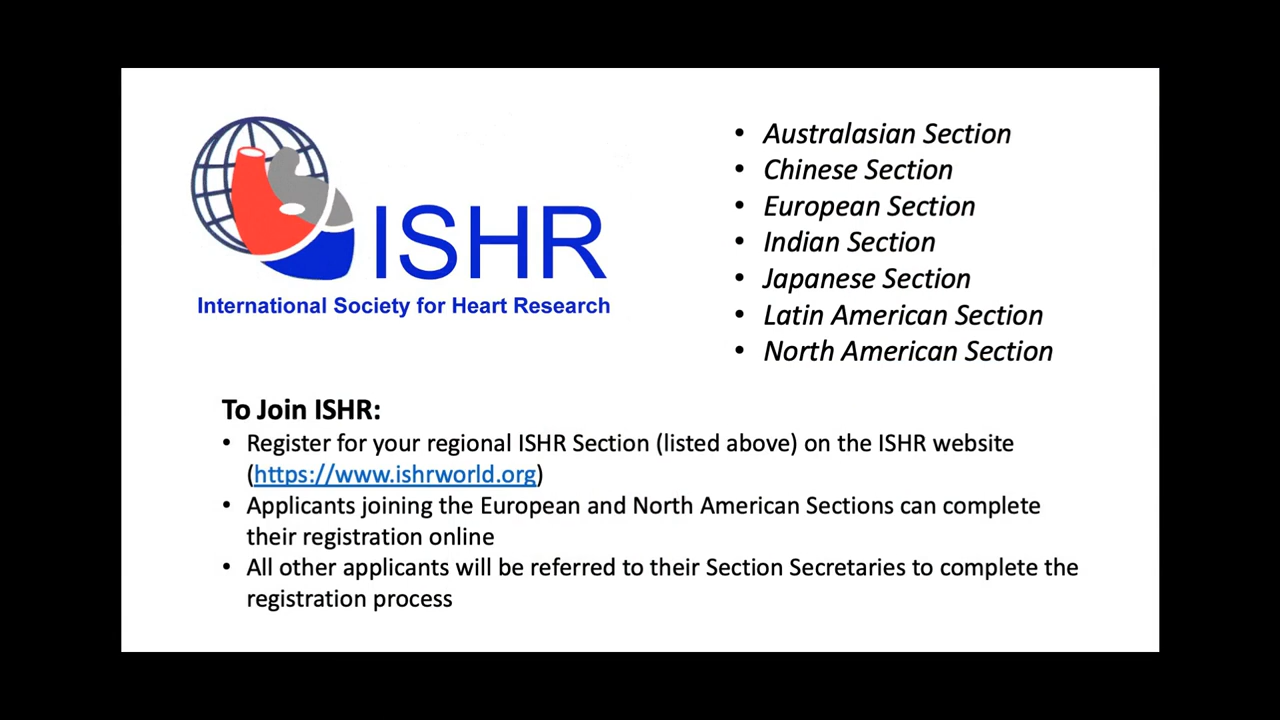 ISHR
International Society for Heart Research
• Australasian Section
• Chinese Section
• European Section
• Indian Section
• Japanese Section
• Latin American Section
• North American Section
To Join ISHR:
• Register for your regional ISHR Section (listed above) on the ISHR website
(https://www.ishrworld.org)
• Applicants joining the European and North American Sections can complete
their registration online
• All other applicants will be referred to their Section Secretaries to complete the
registration process